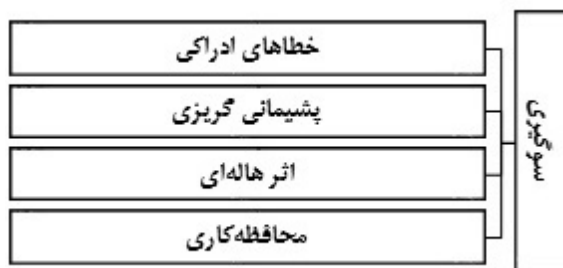 سوگیری
خطاهای ادراکی
پشیمانی گریزی
اثر هاله‌ای
محافظه‌کاری